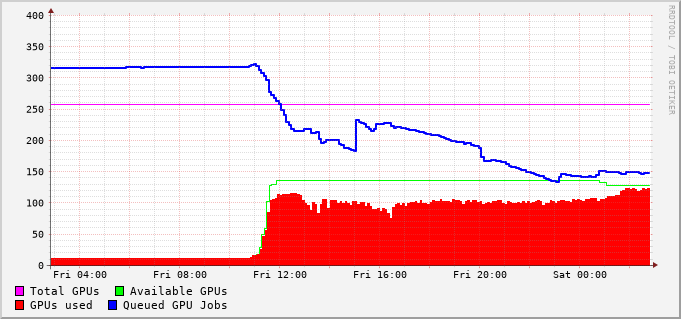 400
350
300
250
200
150
100
50
0
Fri 04:00 Fri 08:00 Fri 12:00 Fri 16:00 Fri 20:00 Sat 00:00
Total GPUs Available GPUs
GPUs used Queued GPU Jobs
RRDTOOL / TOBI OETIKER